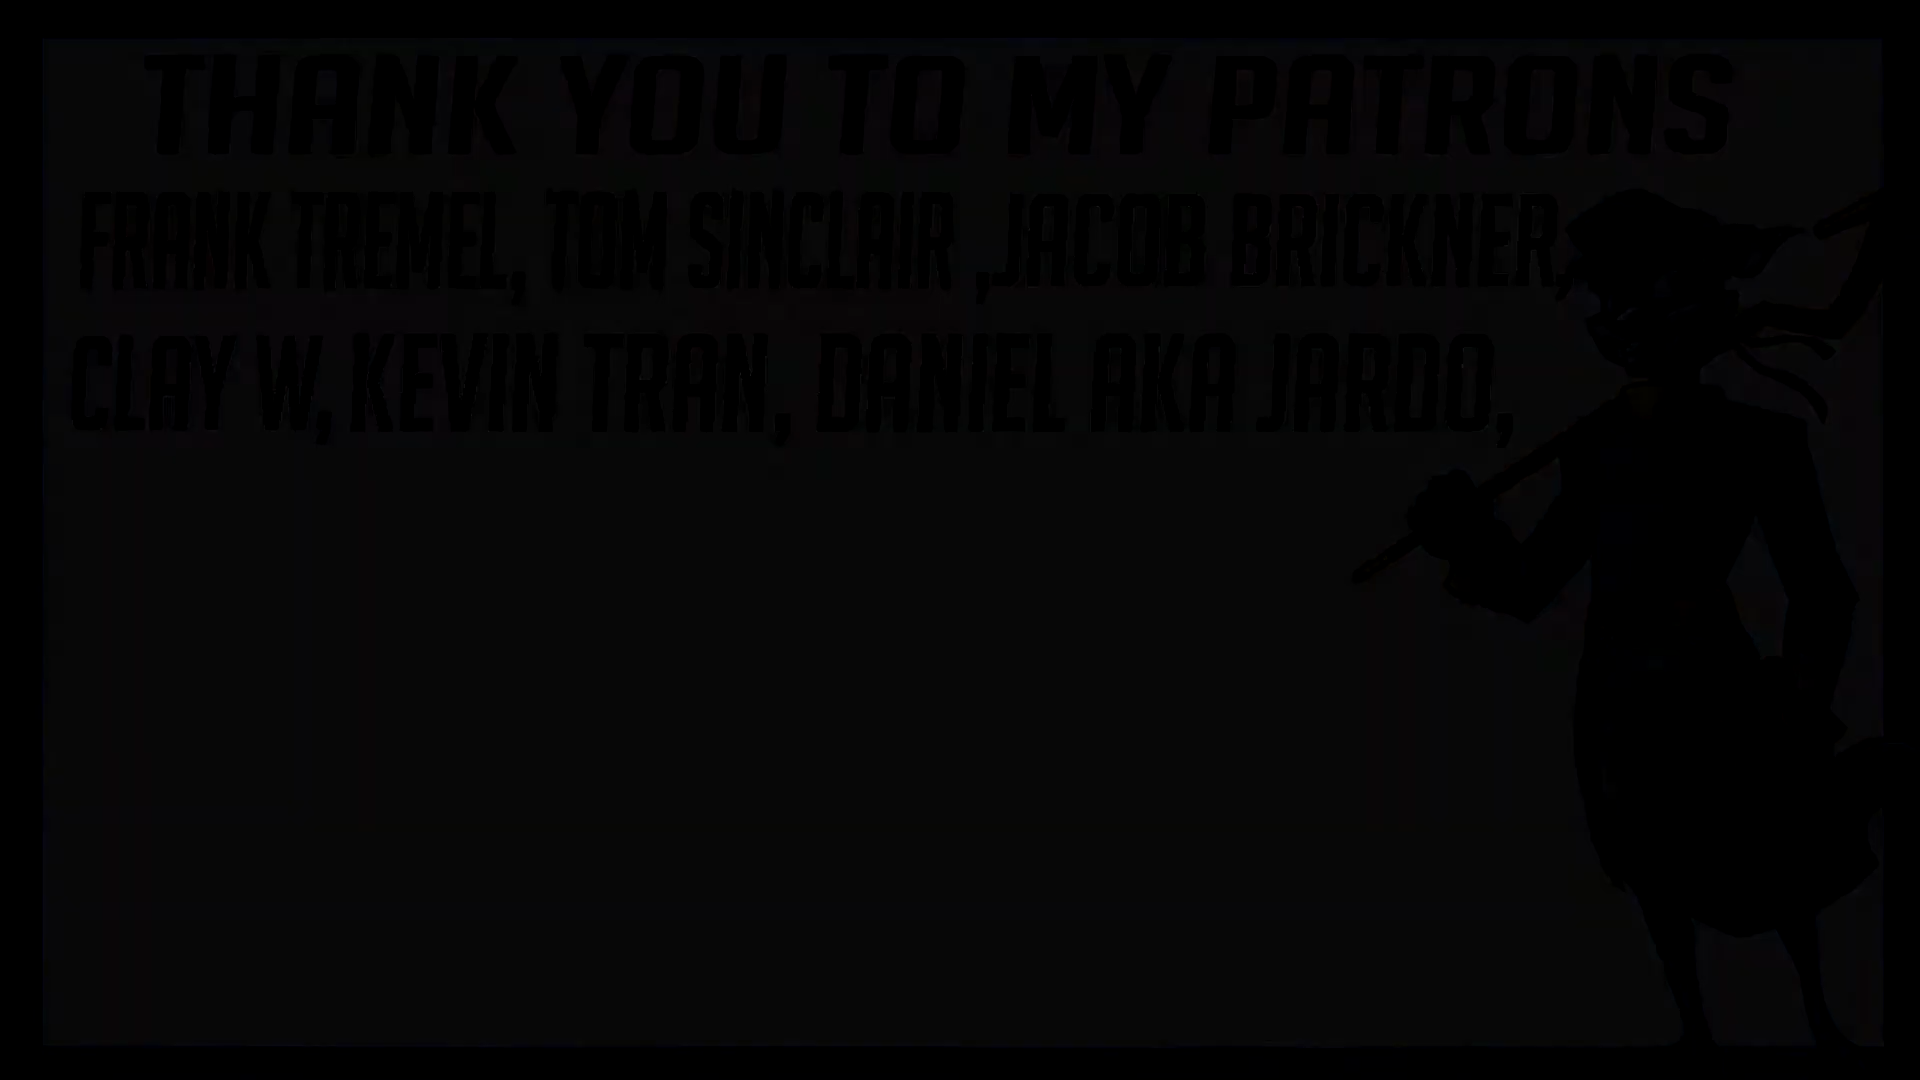 THANK YOU TO MY PATRONS
FRANK TREMEL, TOM SINCLAIR ,JACOB BRICKNER,
CLAY W, KEVIN TRAN, DANIEL AKA JARDO,